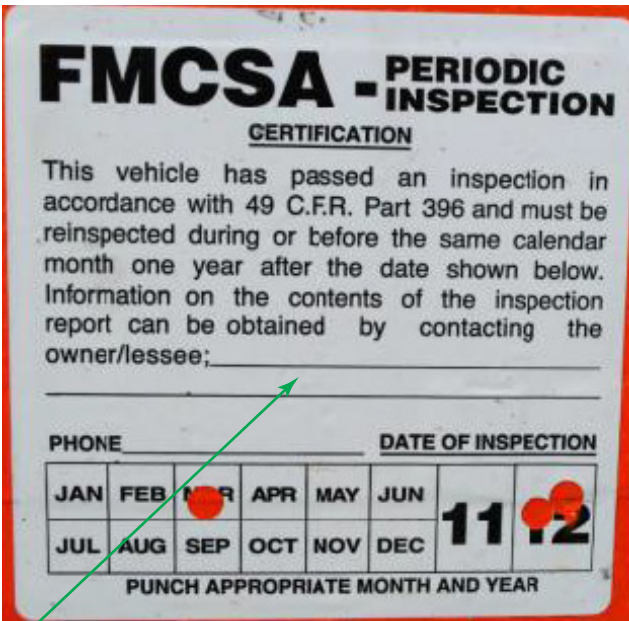 FMCSA - PERIODIC INSPECTION
CERTIFICATION
This vehicle has passed an inspection in
accordance with 49 C.F.R. Part 396 and must be
reinspected during or before the same calendar
month one year after the date shown below.
Information on the contents of the inspection
report can be obtained by contacting the
owner/lessee;
PHONE DATE OF INSPECTION
JAN FEB APR MAY JUN 11 12
JUL AUG SEP OCT NOV DEC
PUNCH APPROPRIATE MONTH AND YEAR